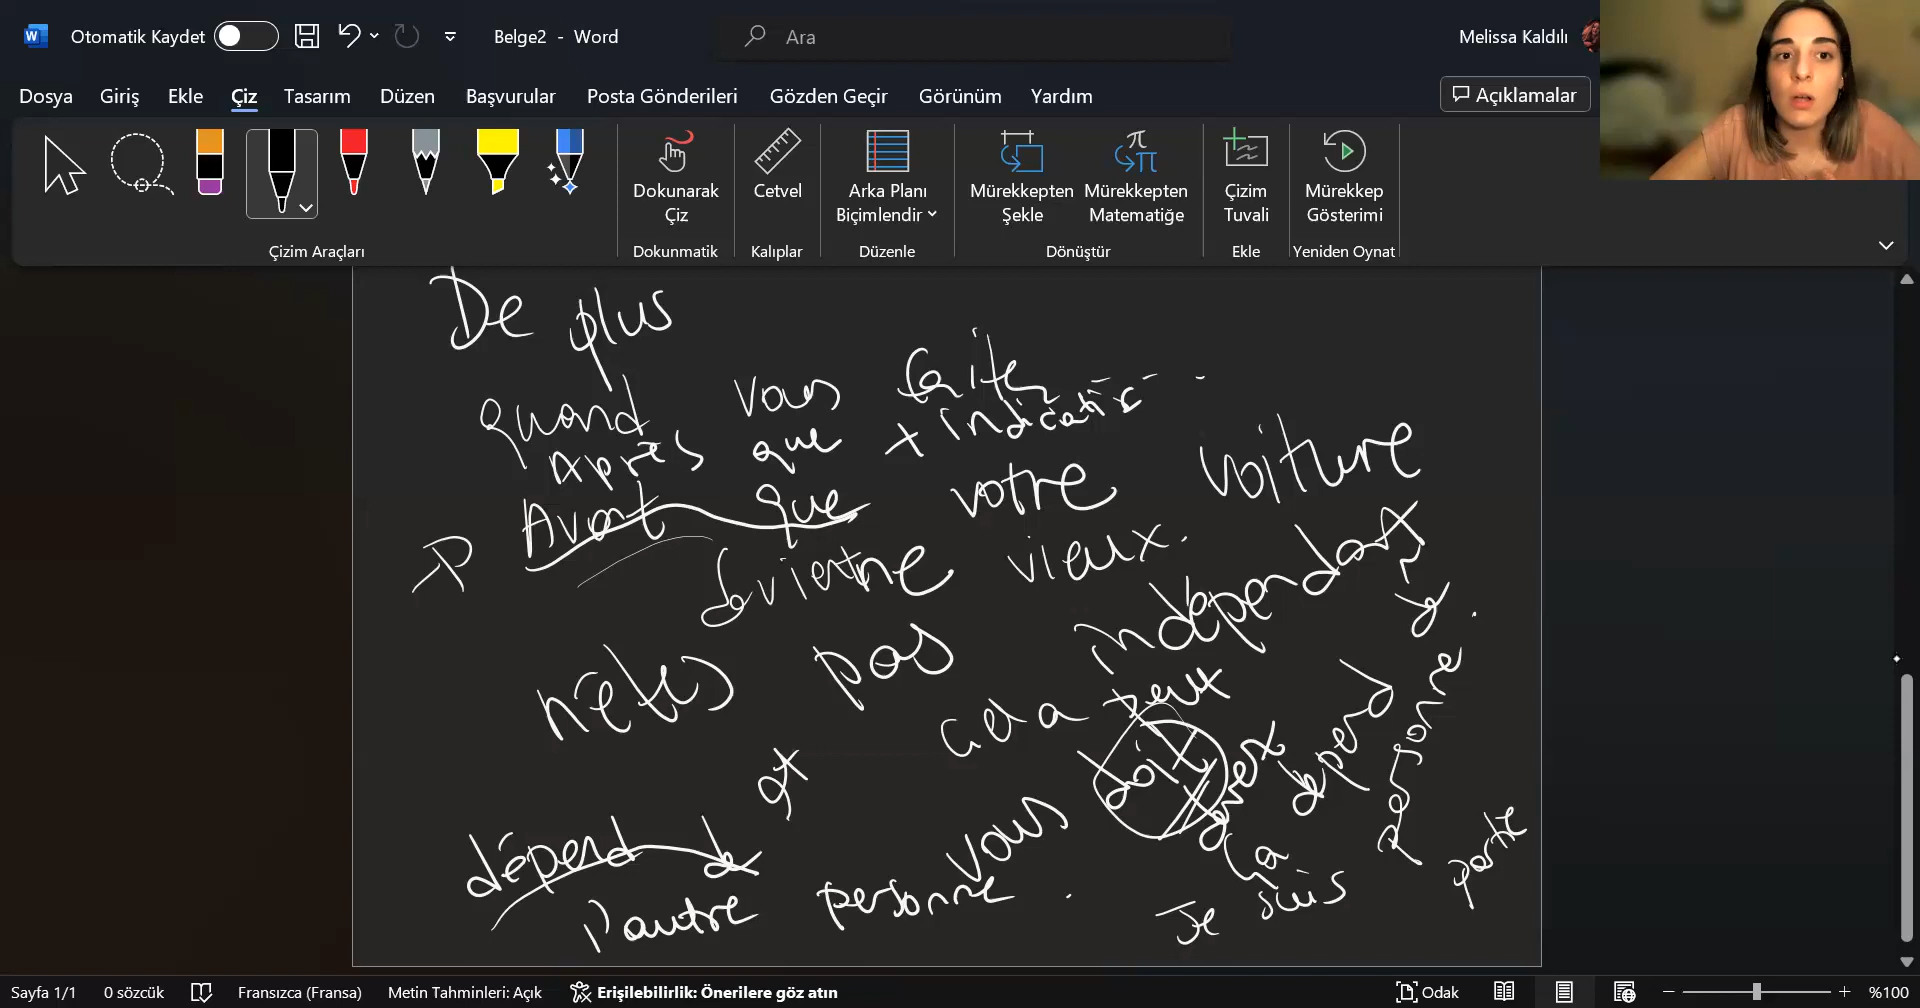 Otomatik Kaydet
Belge2 - Word
Ara
Melissa Kaldılı
Dosya Giriş Ekle Çiz Tasarım Düzen Başvurular Posta Gönderileri Gözden Geçir Görünüm Yardım
Açıklamalar
Dokunarak Çiz
Cetvel
Arka Planı Biçimlendir
Mürekkepten Şekle
Mürekkepten Matematiğe
Çizim Tuvali
Mürekkep Gösterimi
Çizim Araçları
Dokunmatik
Kalıplar
Düzenle
Dönüştür
Ekle
Yeniden Oynat
De plus
quand vous faites
Après que + indicatif
Avant que votre voiture
devienne vieux.
n'êtes pas indépendant
cela peut
et
vous doit
devez
ça dépend
personne
dépend de
l'autre personne.
Je suis partie
Sayfa 1/1 0 sözcük Fransızca (Fransa) Metin Tahminleri: Açık Erişilebilirlik: Önerilere göz atın
Odak
%100